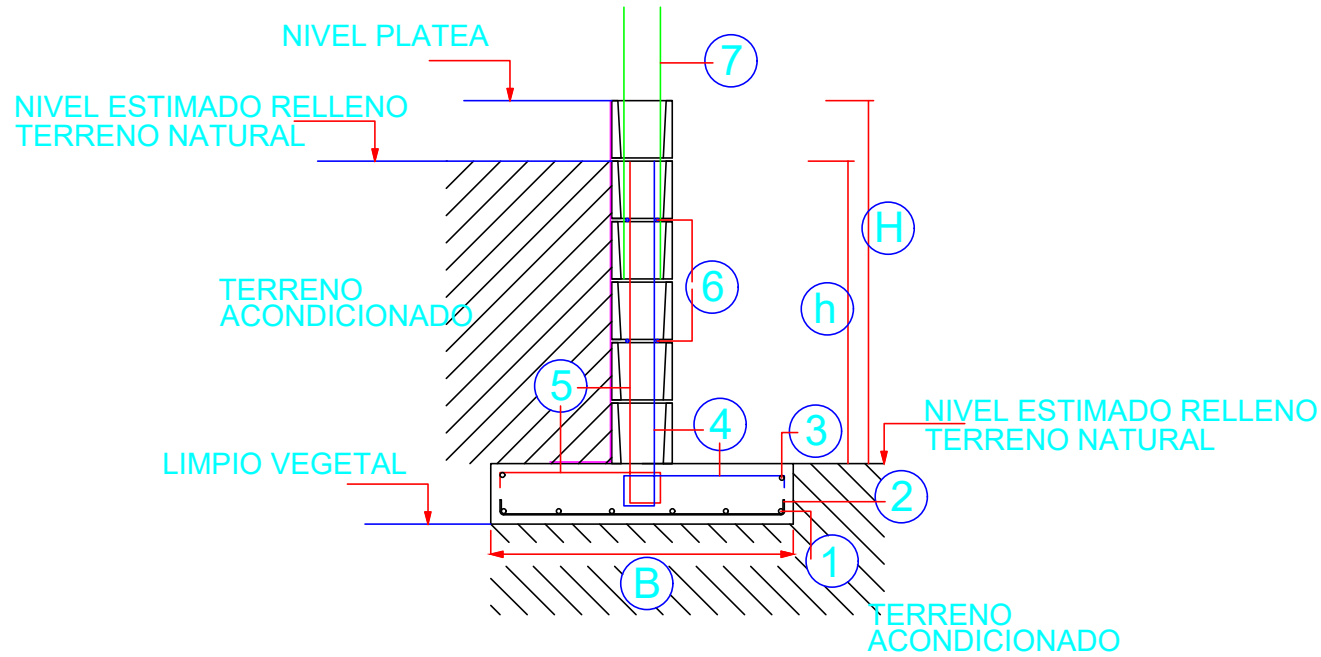 NIVEL PLATEA
7
NIVEL ESTIMADO RELLENO
TERRENO NATURAL
H
6
h
TERRENO
ACONDICIONADO
5
4
3
NIVEL ESTIMADO RELLENO
TERRENO NATURAL
LIMPIO VEGETAL
2
1
B
TERRENO
ACONDICIONADO